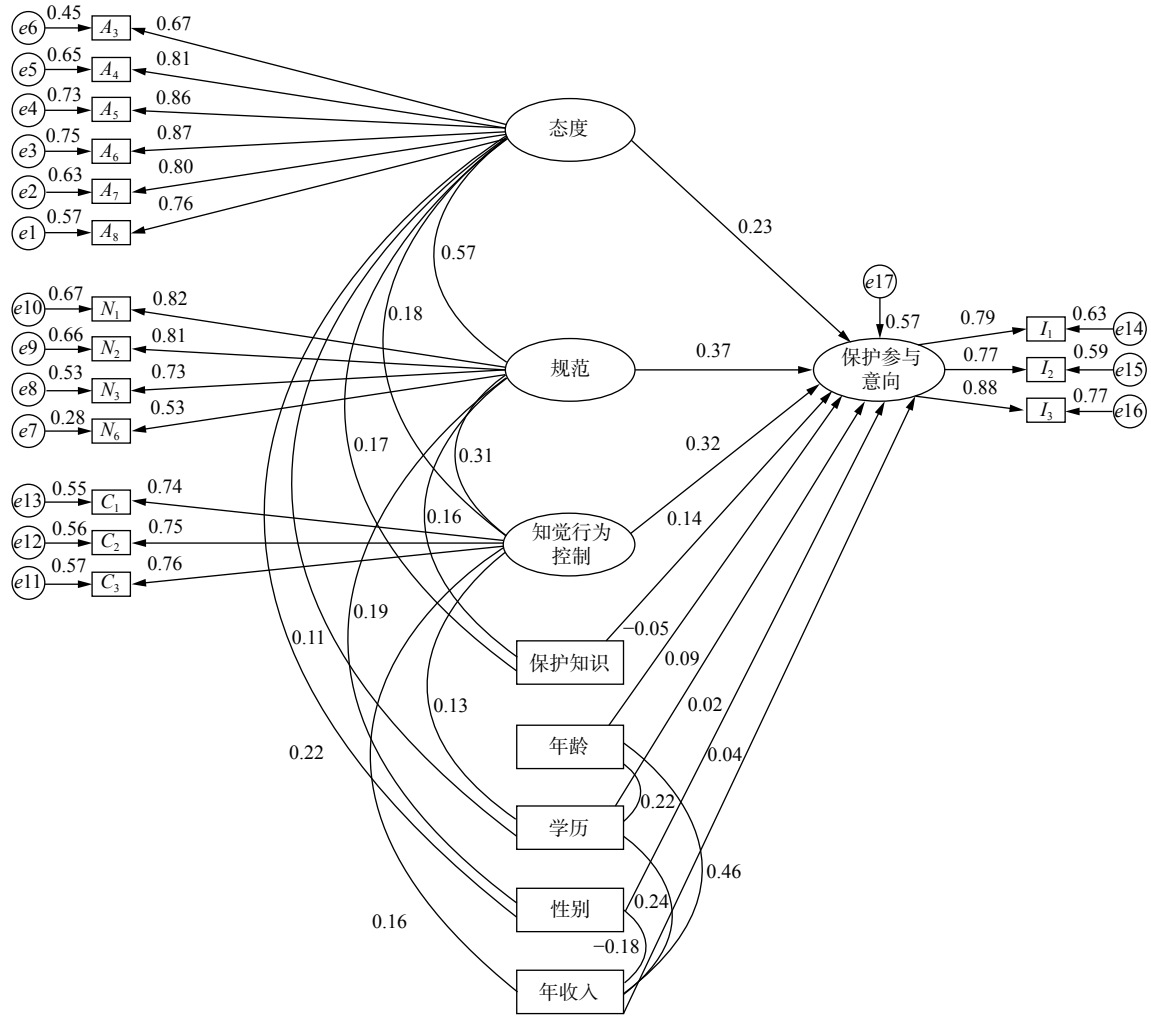 e6 0.45 A3 0.67
e5 0.65 A4 0.81
e4 0.73 A5 0.86
e3 0.75 A6 0.87
e2 0.63 A7 0.80
e1 0.57 A8 0.76
态度
0.23
0.57
0.18
e10 0.67 N1 0.82
e9 0.66 N2 0.81
e8 0.53 N3 0.73
e7 0.28 N6 0.53
规范
0.37
e17
0.57
保护参与
意向
0.79 I1 0.63 e14
0.77 I2 0.59 e15
0.88 I3 0.77 e16
0.17
0.31
0.32
0.16
0.14
e13 0.55 C1 0.74
e12 0.56 C2 0.75
e11 0.57 C3 0.76
知觉行为
控制
0.19
0.11
−0.05
保护知识
0.09
0.13
0.02
年龄
0.22
0.04
0.22
学历
0.46
性别
0.24
0.16
−0.18
年收入